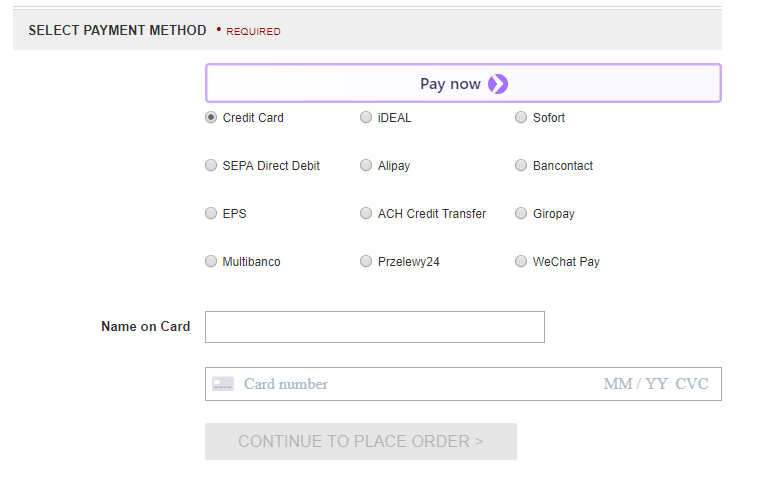 SELECT PAYMENT METHOD • REQUIRED
Pay now
Credit Card iDEAL Sofort
SEPA Direct Debit Alipay Bancontact
EPS ACH Credit Transfer Giropay
Multibanco Przelewy24 WeChat Pay
Name on Card
Card number MM / YY CVC
CONTINUE TO PLACE ORDER >